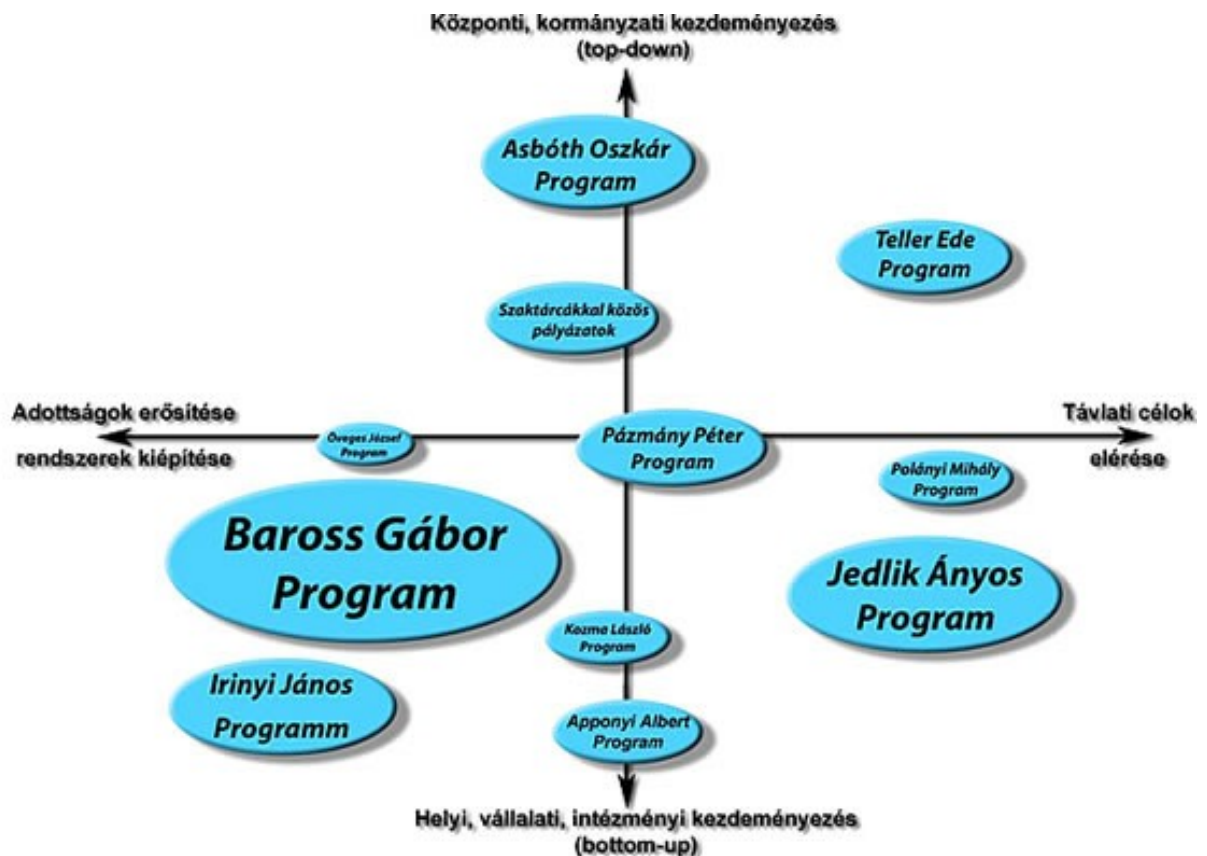 Központi, kormányzati kezdeményezés
(top-down)
Asbóth Oszkár
Program
Teller Ede
Program
Szaktárcákkal közös
pályázatok
Adottságok erősítése
rendszerek kiépítése
Öveges József
Program
Pázmány Péter
Program
Távlati célok
elérése
Polányi Mihály
Program
Baross Gábor
Program
Jedlik Ányos
Program
Kozma László
Program
Irinyi János
Programm
Apponyi Albert
Program
Helyi, vállalati, intézményi kezdeményezés
(bottom-up)